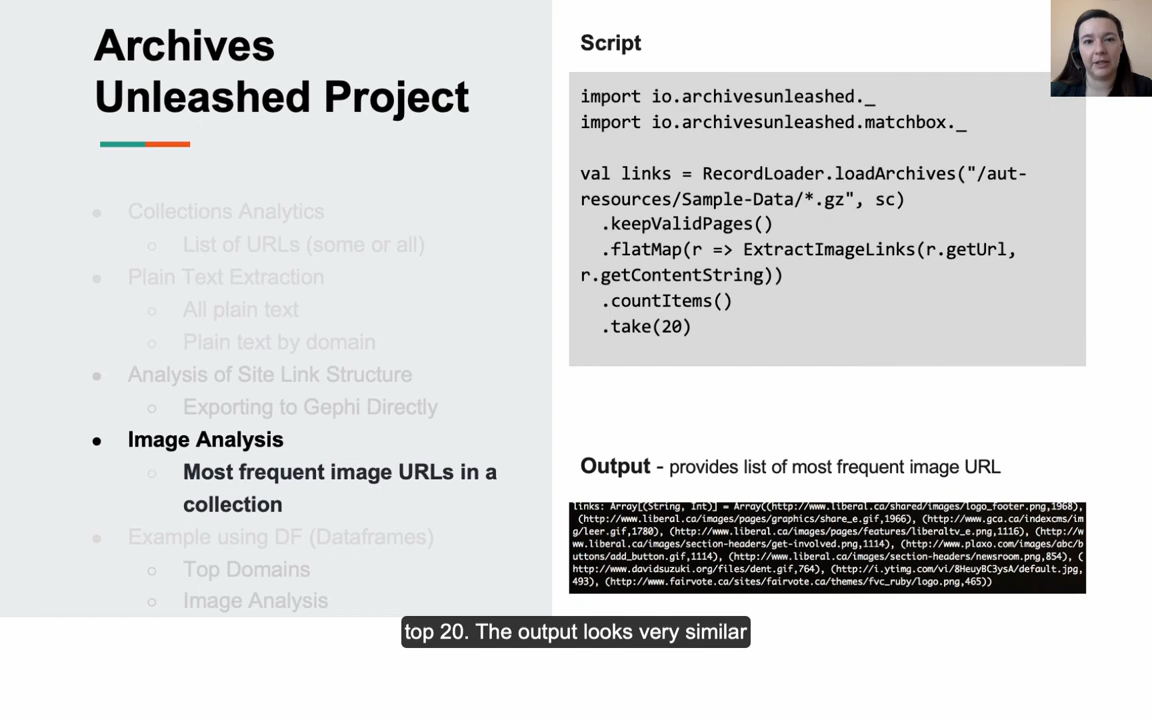 Archives
Unleashed Project
● Collections Analytics
○ List of URLs (some or all)
● Plain Text Extraction
○ All plain text
○ Plain text by domain
● Analysis of Site Link Structure
○ Exporting to Gephi Directly
● Image Analysis
○ Most frequent image URLs in a
collection
● Example using DF (Dataframes)
○ Top Domains
○ Image Analysis
Script
import io.archivesunleashed._
import io.archivesunleashed.matchbox._
val links = RecordLoader.loadArchives("/aut-
resources/Sample-Data/*.gz", sc)
.keepValidPages()
.flatMap(r => ExtractImageLinks(r.getUrl,
r.getContentString))
.countItems()
.take(20)
Output - provides list of most frequent image URL
links: Array[(String, Int)] = Array((http://www.liberal.ca/shared/images/logo_footer.png,1968),
(http://www.liberal.ca/images/pages/graphics/share_e.gif,1966), (http://www.gca.ca/indexcms/im
g/leer.gif,1780), (http://www.liberal.ca/images/pages/features/liberaltv_e.png,1116), (http://w
ww.liberal.ca/images/section-headers/get-involved.png,1114), (http://www.plaxo.com/images/abc/b
uttons/add_button.gif,1114), (http://www.liberal.ca/images/section-headers/newsroom.png,854), (
http://www.davidsuzuki.org/files/dent.gif,764), (http://i.ytimg.com/vi/8HeuyBC3ysA/default.jpg,
493), (http://www.fairvote.ca/sites/fairvote.ca/themes/fvc_ruby/logo.png,465))
top 20. The output looks very similar